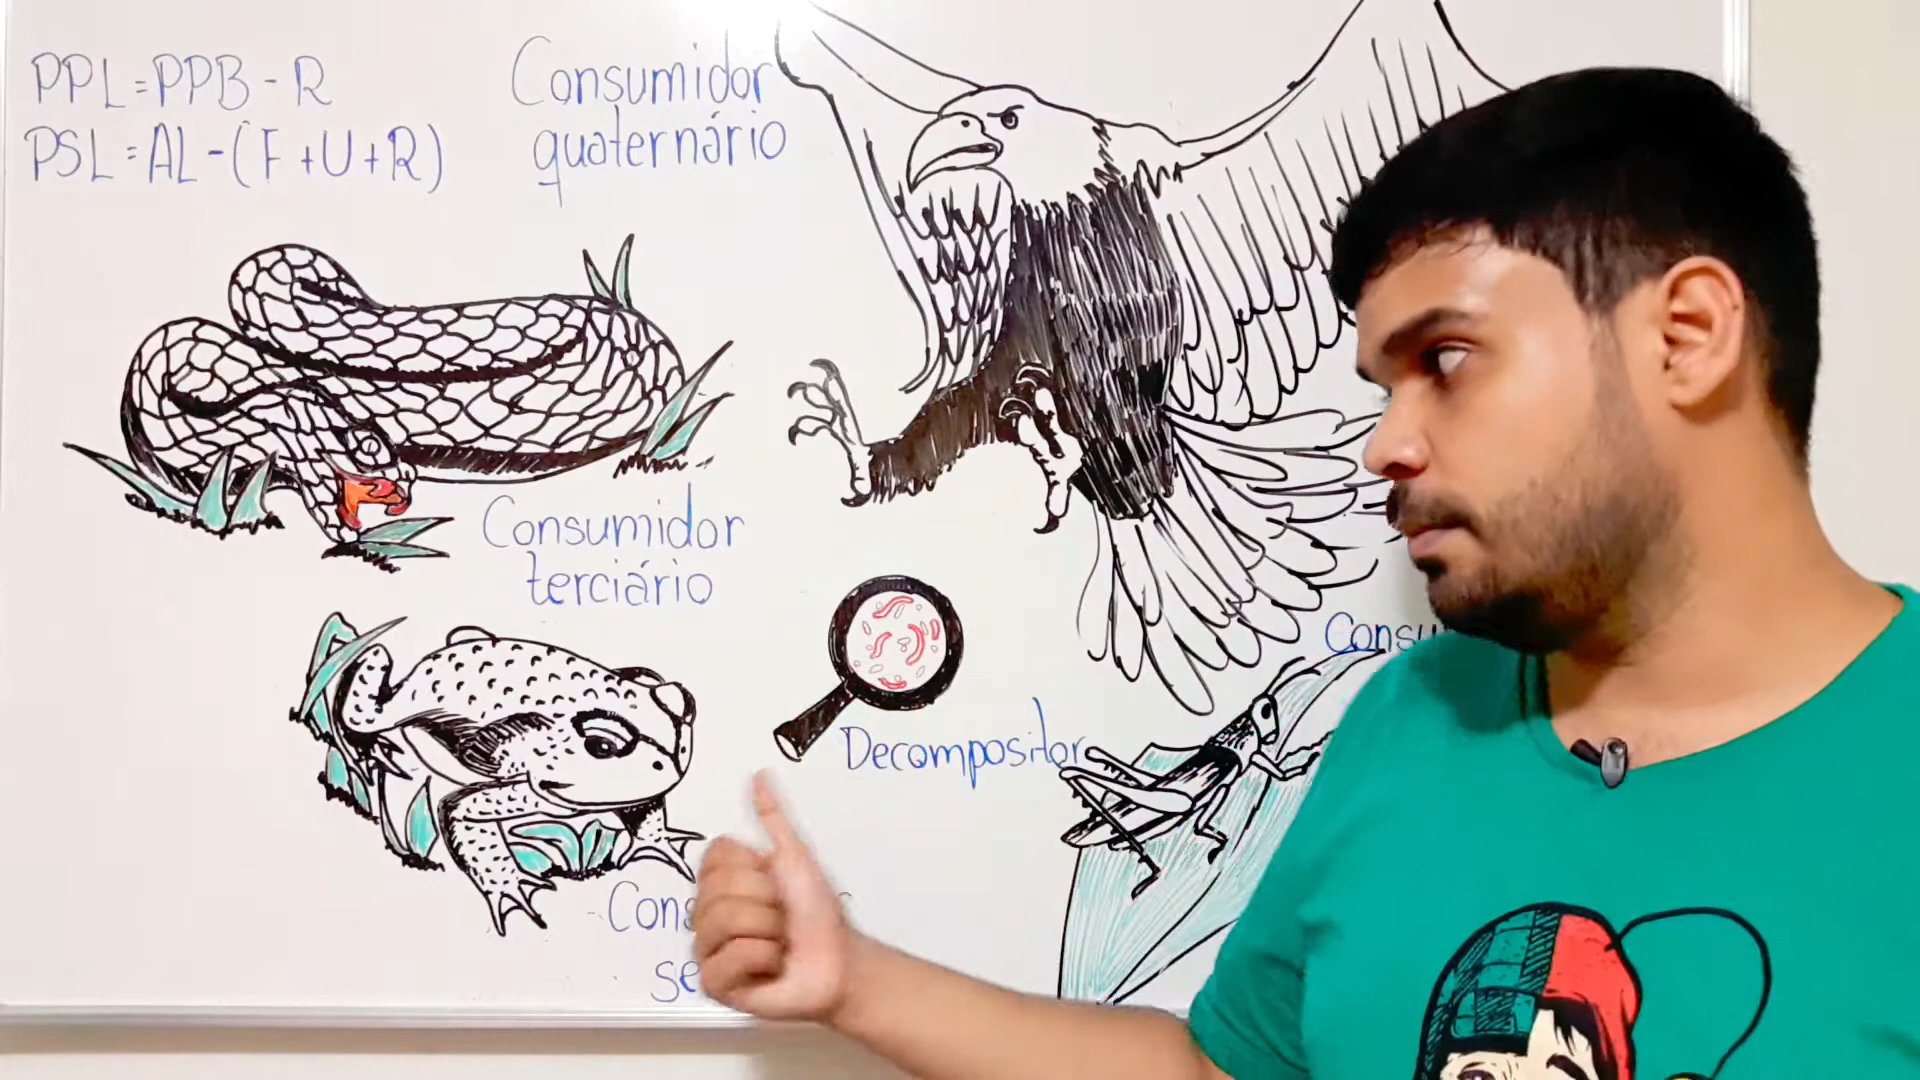 PPL=PPB-R
PSL=AL-(F+U+R)
Consumidor
quaternário
Consumidor
terciário
Decompositor